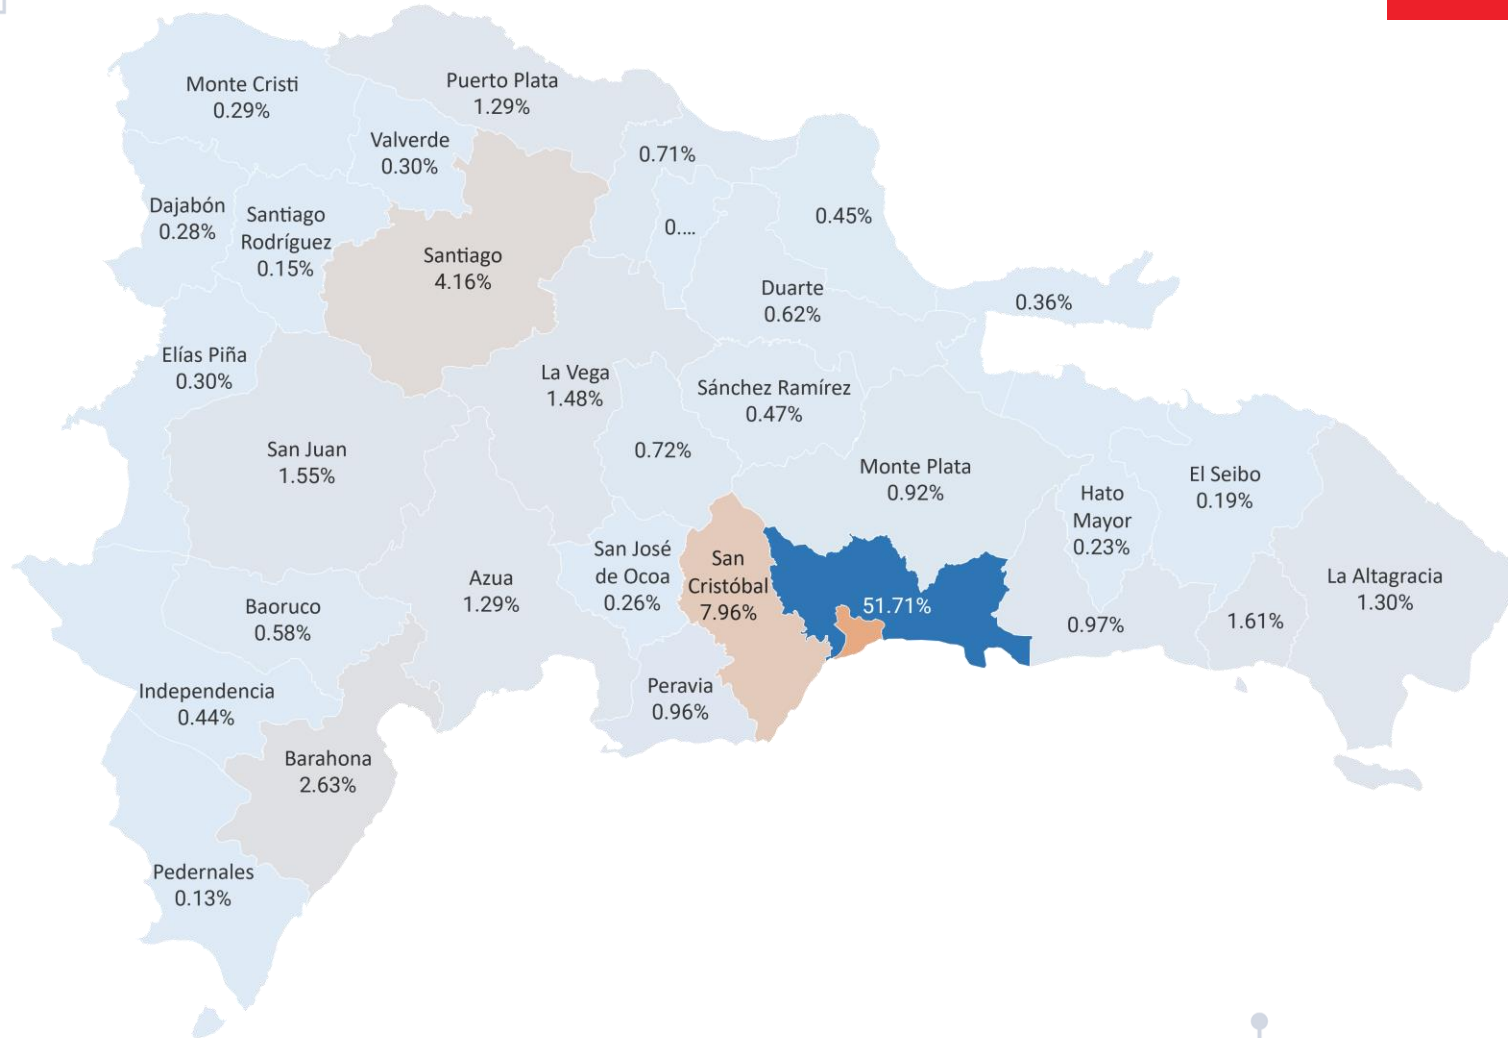 Monte Cristi
0.29%
Puerto Plata
1.29%
Valverde
0.30%
0.71%
Dajabón
0.28%
Santiago
Rodríguez
0.15%
Santiago
4.16%
0....
0.45%
Duarte
0.62%
0.36%
Elías Piña
0.30%
La Vega
1.48%
Sánchez Ramírez
0.47%
San Juan
1.55%
0.72%
Monte Plata
0.92%
Hato
Mayor
0.23%
El Seibo
0.19%
San José
de Ocoa
0.26%
San
Cristóbal
7.96%
51.71%
La Altagracia
1.30%
Azua
1.29%
Baoruco
0.58%
0.97%
1.61%
Independencia
0.44%
Peravia
0.96%
Barahona
2.63%
Pedernales
0.13%